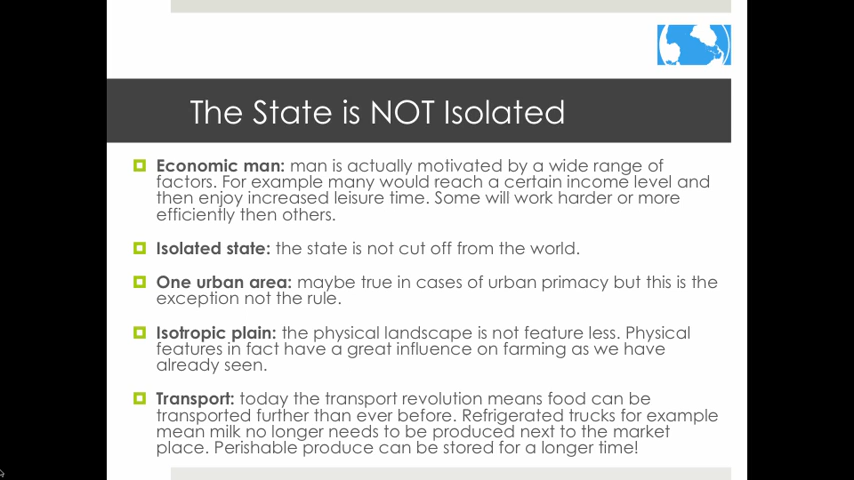 The State is NOT Isolated
Economic man: man is actually motivated by a wide range of
factors. For example many would reach a certain income level and
then enjoy increased leisure time. Some will work harder or more
efficiently then others.
Isolated state: the state is not cut off from the world.
One urban area: maybe true in cases of urban primacy but this is the
exception not the rule.
Isotropic plain: the physical landscape is not feature less. Physical
features in fact have a great influence on farming as we have
already seen.
Transport: today the transport revolution means food can be
transported further than ever before. Refrigerated trucks for example
mean milk no longer needs to be produced next to the market
place. Perishable produce can be stored for a longer time!